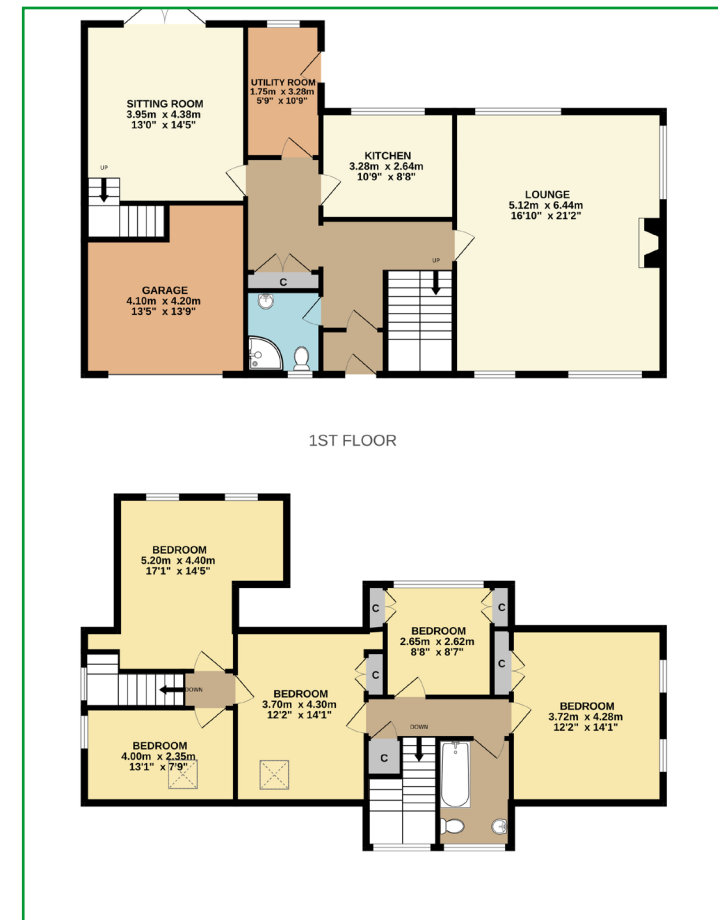 SITTING ROOM
3.95m x 4.38m
13'0" x 14'5"
UP
UTILITY ROOM
1.75m x 3.28m
5'9" x 10'9"
KITCHEN
3.28m x 2.64m
10'9" x 8'8"
LOUNGE
5.12m x 6.44m
16'10" x 21'2"
UP
C
GARAGE
4.10m x 4.20m
13'5" x 13'9"
1ST FLOOR
BEDROOM
5.20m x 4.40m
17'1" x 14'5"
C
C
BEDROOM
2.65m x 2.62m
8'8" x 8'7"
C
C
DOWN
BEDROOM
3.70m x 4.30m
12'2" x 14'1"
BEDROOM
3.72m x 4.28m
12'2" x 14'1"
DOWN
BEDROOM
4.00m x 2.35m
13'1" x 7'9"
C